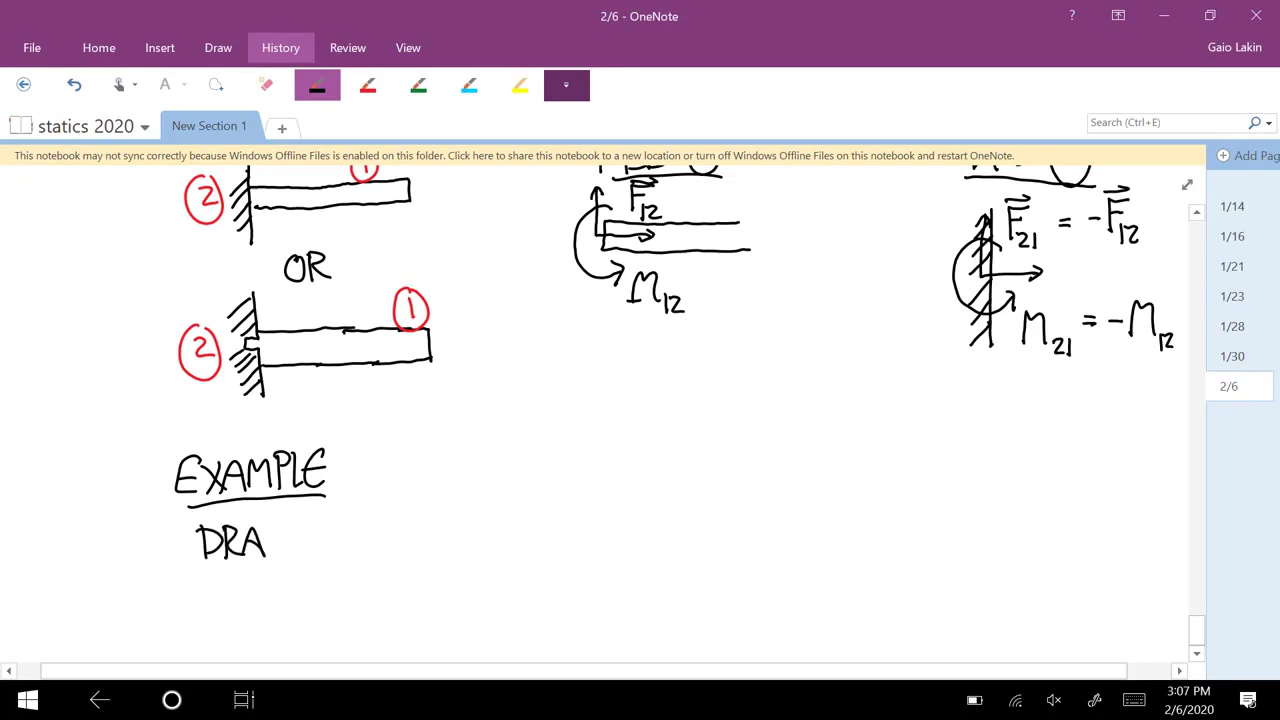 2/6 - OneNote
?
File Home Insert Draw History Review View
Gaio Lakin
A
statics 2020
New Section 1
Search (Ctrl+E)
This notebook may not sync correctly because Windows Offline Files is enabled on this folder. Click here to share this notebook to a new location or turn off Windows Offline Files on this notebook and restart OneNote.
Add Pag
1/14
1/16
1/21
1/23
1/28
1/30
2/6
1
2
F12
M12
F21 = -F12
M21 = -M12
OR
1
2
EXAMPLE
DRA
3:07 PM
2/6/2020